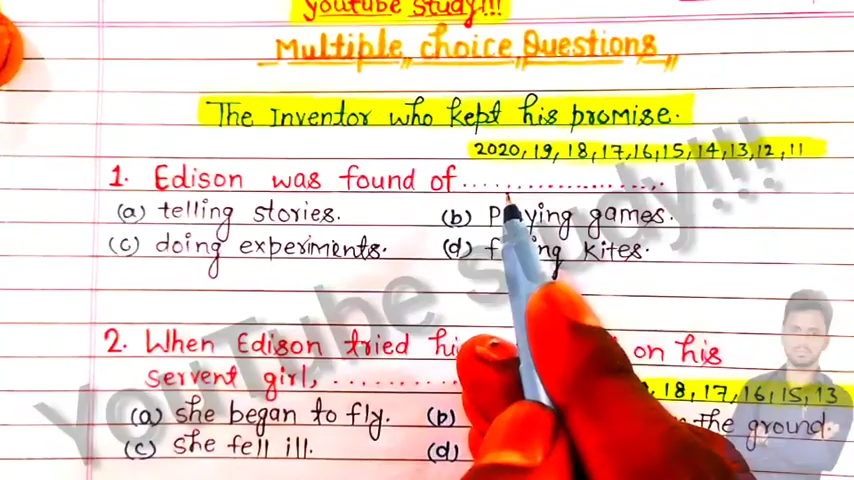 YouTube study!!!
Multiple choice Questions
The Inventor who kept his promise.
2020, 19, 18, 17, 16, 15, 14, 13, 12, 11
1. Edison was found of ....................
(a) telling stories. (b) games.
(c) doing experiments. (d) kites.
2. When Edison tried on his
servent girl, ..........
18, 17, 16, 15, 13
(a) she began to fly. (b) the ground.
(c) she fell ill. (d)
YouTube study!!!